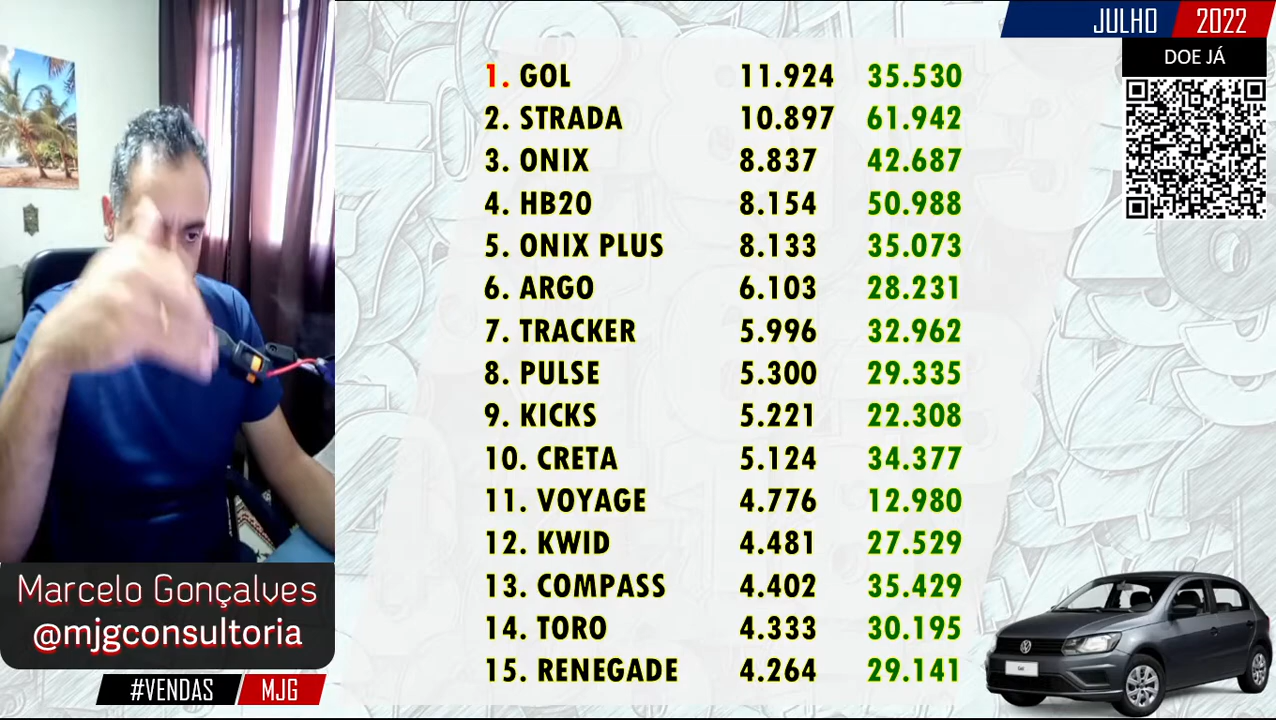 JULHO 2022
DOE JÁ
1. GOL 11.924 35.530
2. STRADA 10.897 61.942
3. ONIX 8.837 42.687
4. HB20 8.154 50.988
5. ONIX PLUS 8.133 35.073
6. ARGO 6.103 28.231
7. TRACKER 5.996 32.962
8. PULSE 5.300 29.335
9. KICKS 5.221 22.308
10. CRETA 5.124 34.377
11. VOYAGE 4.776 12.980
12. KWID 4.481 27.529
13. COMPASS 4.402 35.429
14. TORO 4.333 30.195
15. RENEGADE 4.264 29.141
Marcelo Gonçalves
@mjgconsultoria
#VENDAS MJG
Gol